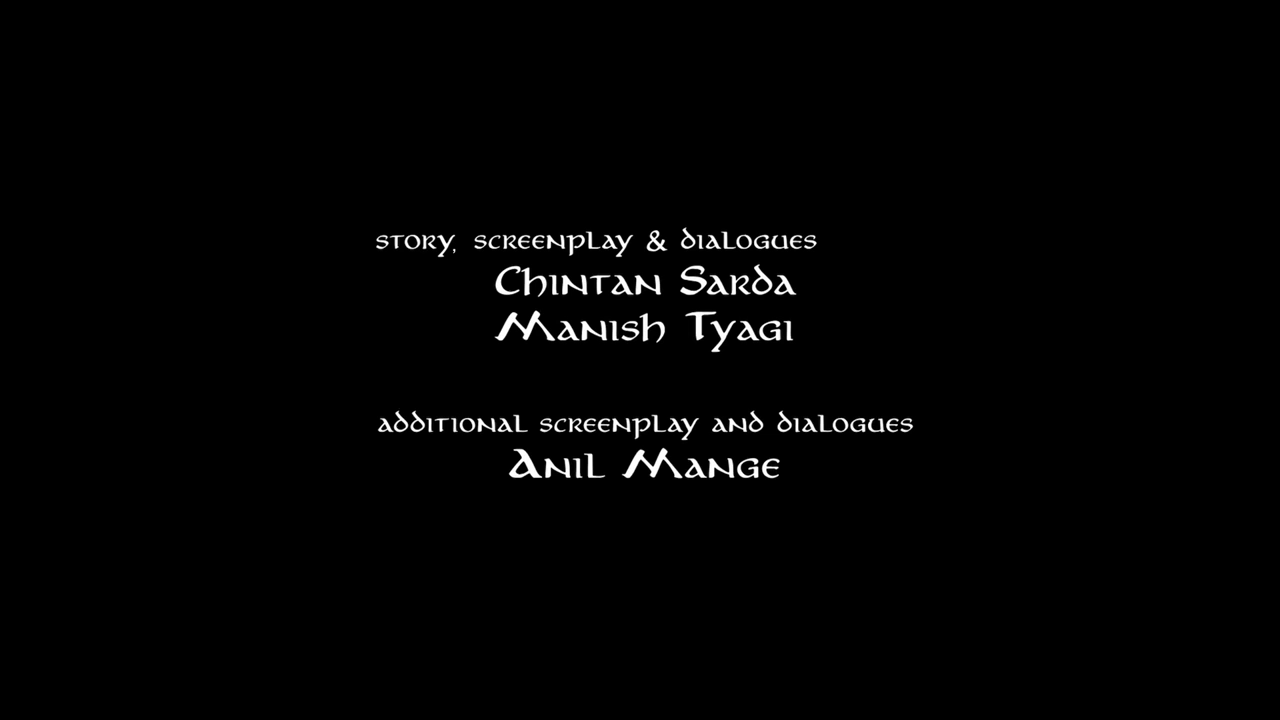 story, screenplay & dialogues
Chintan Sarda
Manish Tyagi
additional screenplay and dialogues
Anil Mange